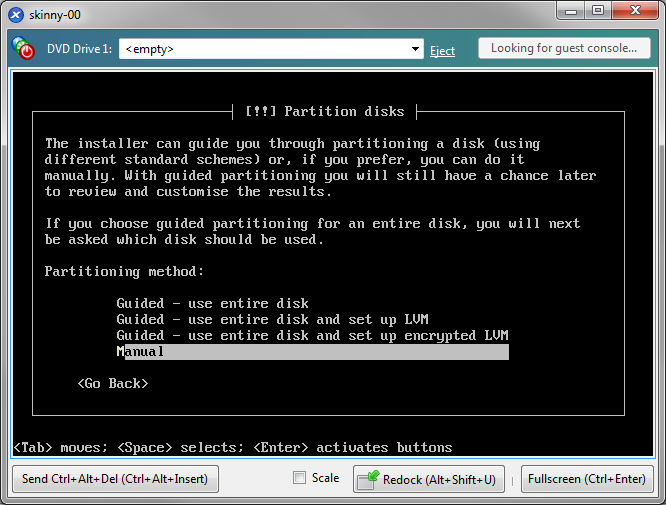 skinny-00
DVD Drive 1: <empty> Eject Looking for guest console...
[!!] Partition disks
The installer can guide you through partitioning a disk (using
different standard schemes) or, if you prefer, you can do it
manually. With guided partitioning you will still have a chance later
to review and customise the results.
If you choose guided partitioning for an entire disk, you will next
be asked which disk should be used.
Partitioning method:
Guided - use entire disk
Guided - use entire disk and set up LVM
Guided - use entire disk and set up encrypted LVM
Manual
<Go Back>
<Tab> moves; <Space> selects; <Enter> activates buttons
Send Ctrl+Alt+Del (Ctrl+Alt+Insert) Scale Redock (Alt+Shift+U) Fullscreen (Ctrl+Enter)